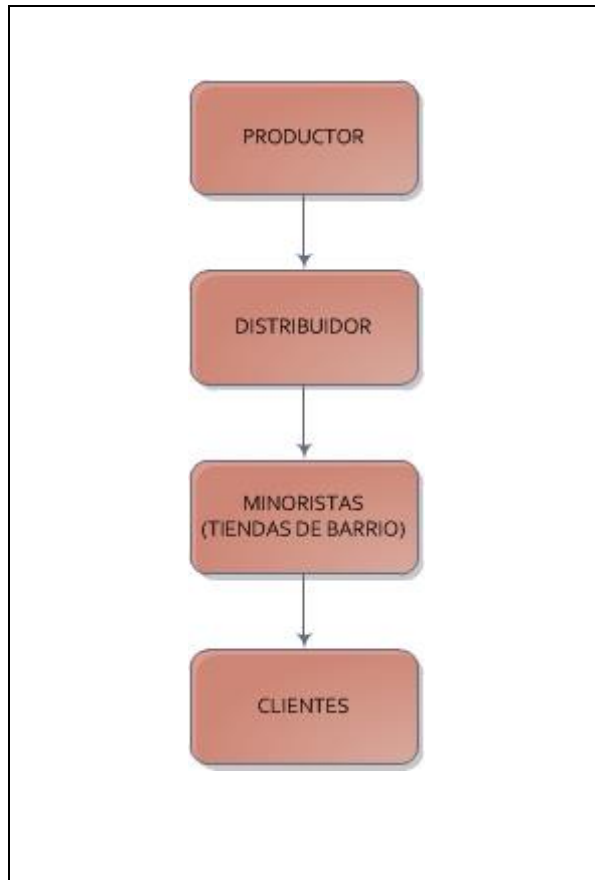 PRODUCTOR
DISTRIBUIDOR
MINORISTAS
(TIENDAS DE BARRIO)
CLIENTES